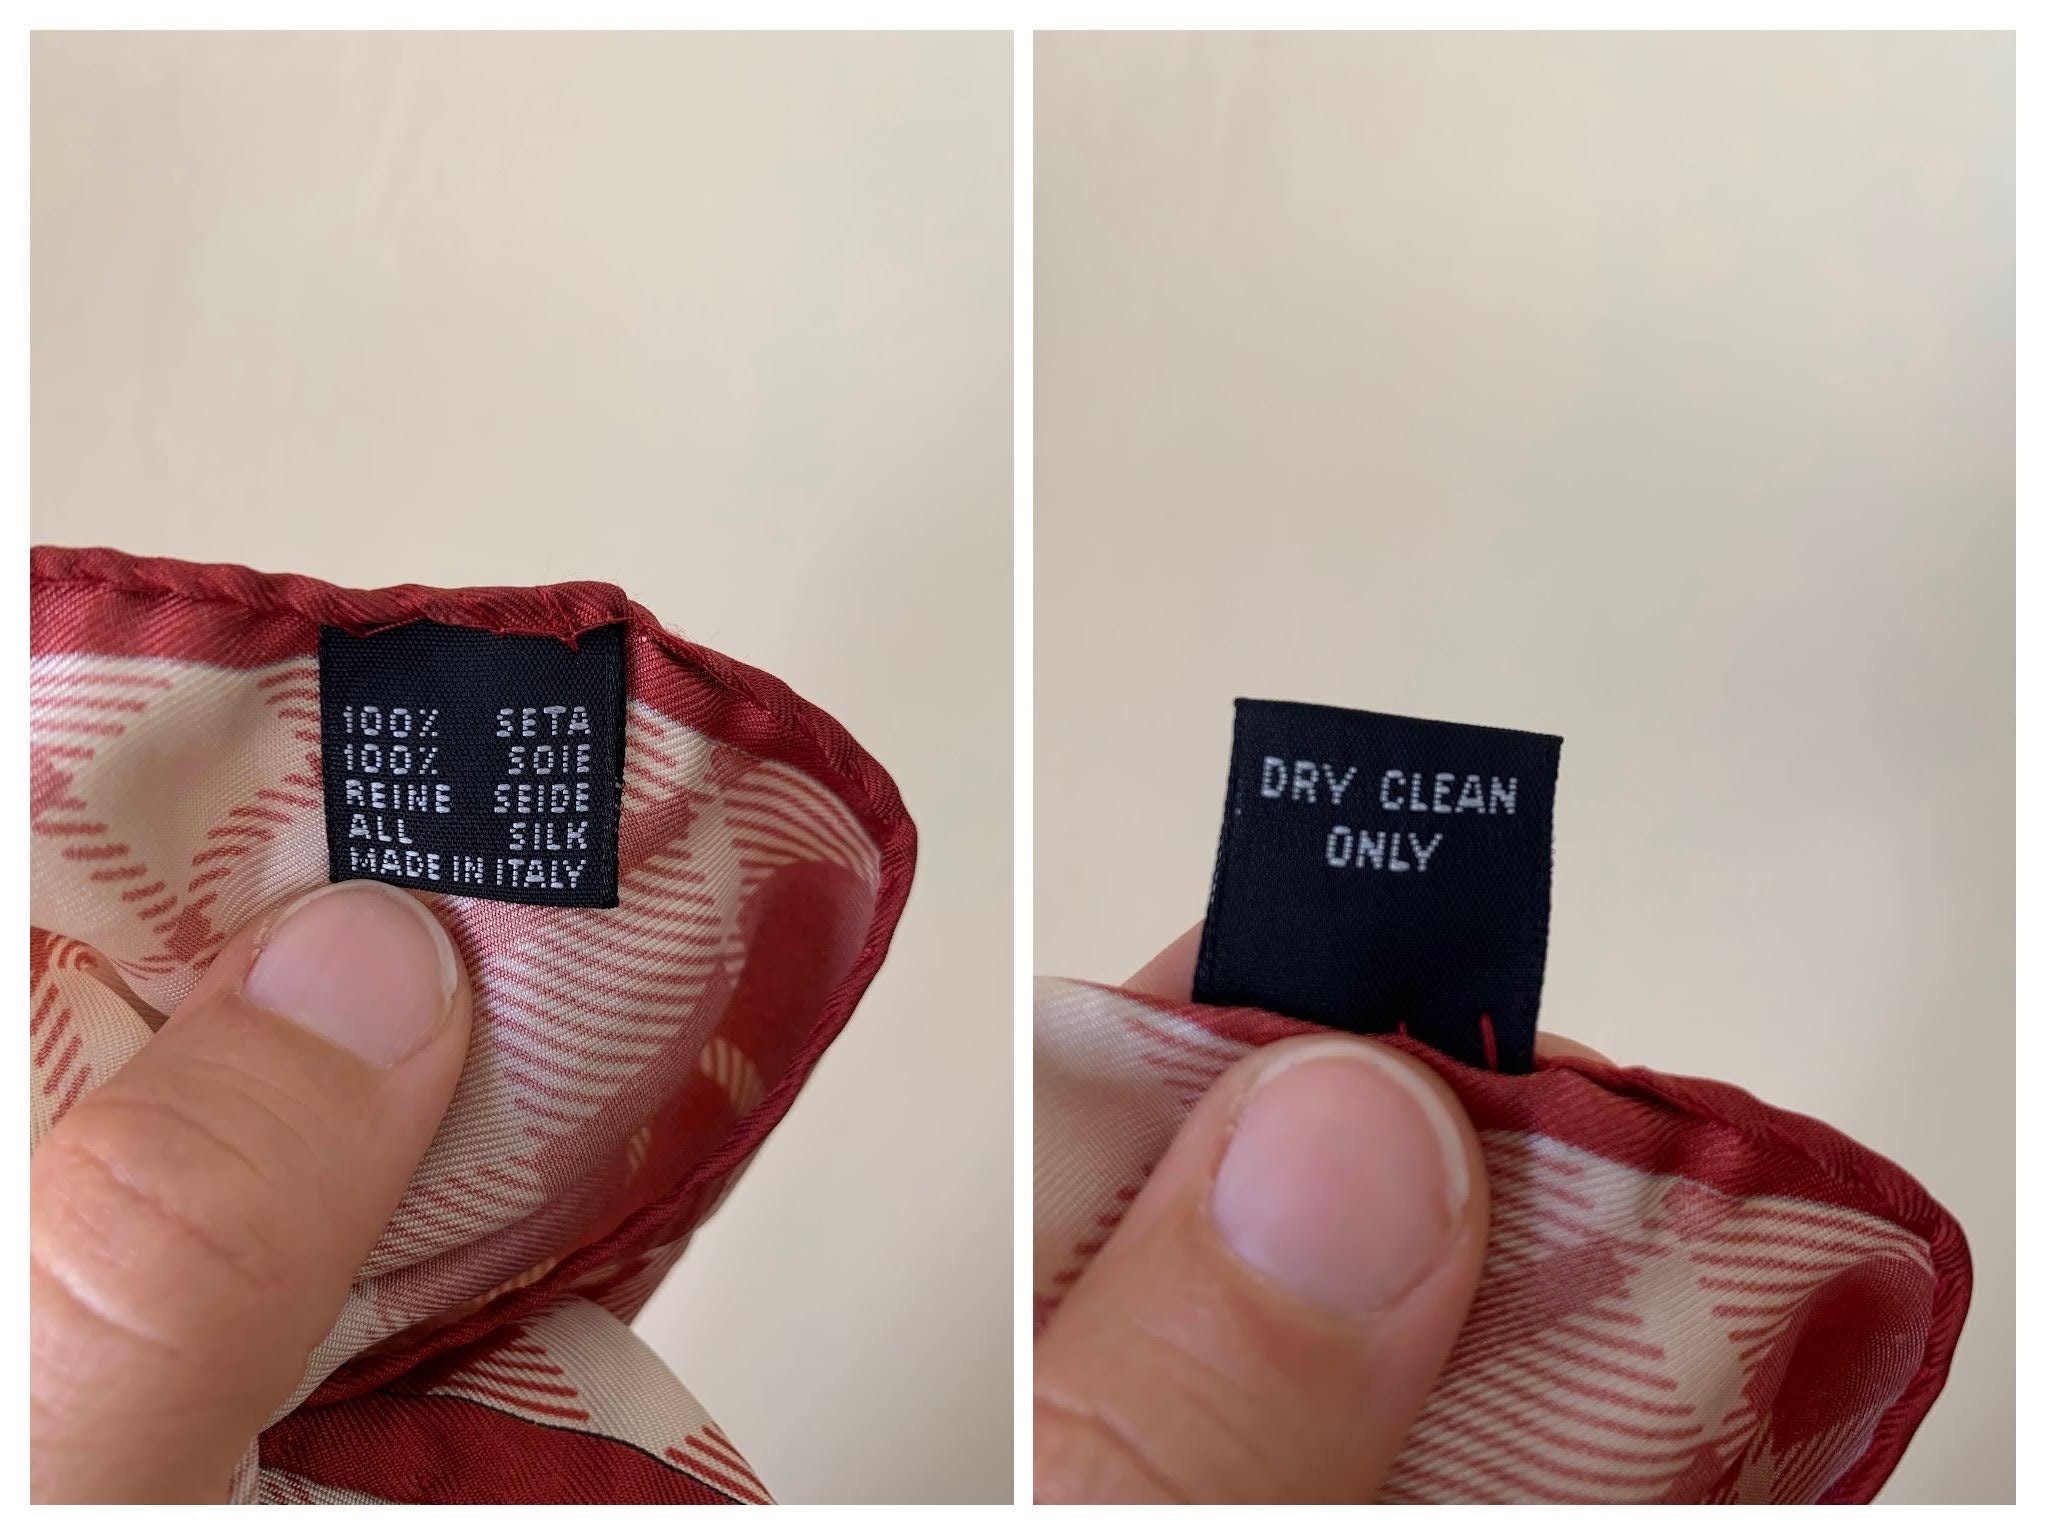 100% SETA
100% SOIE
REINE SEIDE
ALL SILK
MADE IN ITALY
DRY CLEAN
ONLY